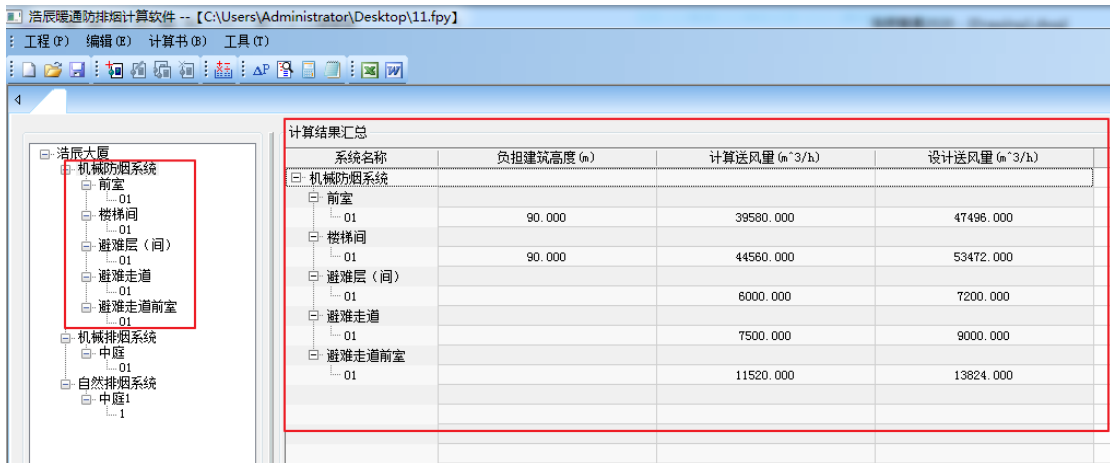 浩辰暖通防排烟计算软件 --【C:\Users\Administrator\Desktop\11.fpy】
工程(P) 编辑(E) 计算书(B) 工具(T)
ΔP
浩辰大厦
机械防烟系统
前室
01
楼梯间
01
避难层（间）
01
避难走道
01
避难走道前室
01
机械排烟系统
中庭
01
自然排烟系统
中庭1
1
计算结果汇总
系统名称 负担建筑高度(m) 计算送风量(m^3/h) 设计送风量(m^3/h)
机械防烟系统
前室
01 90.000 39580.000 47496.000
楼梯间
01 90.000 44560.000 53472.000
避难层（间）
01 6000.000 7200.000
避难走道
01 7500.000 9000.000
避难走道前室
01 11520.000 13824.000